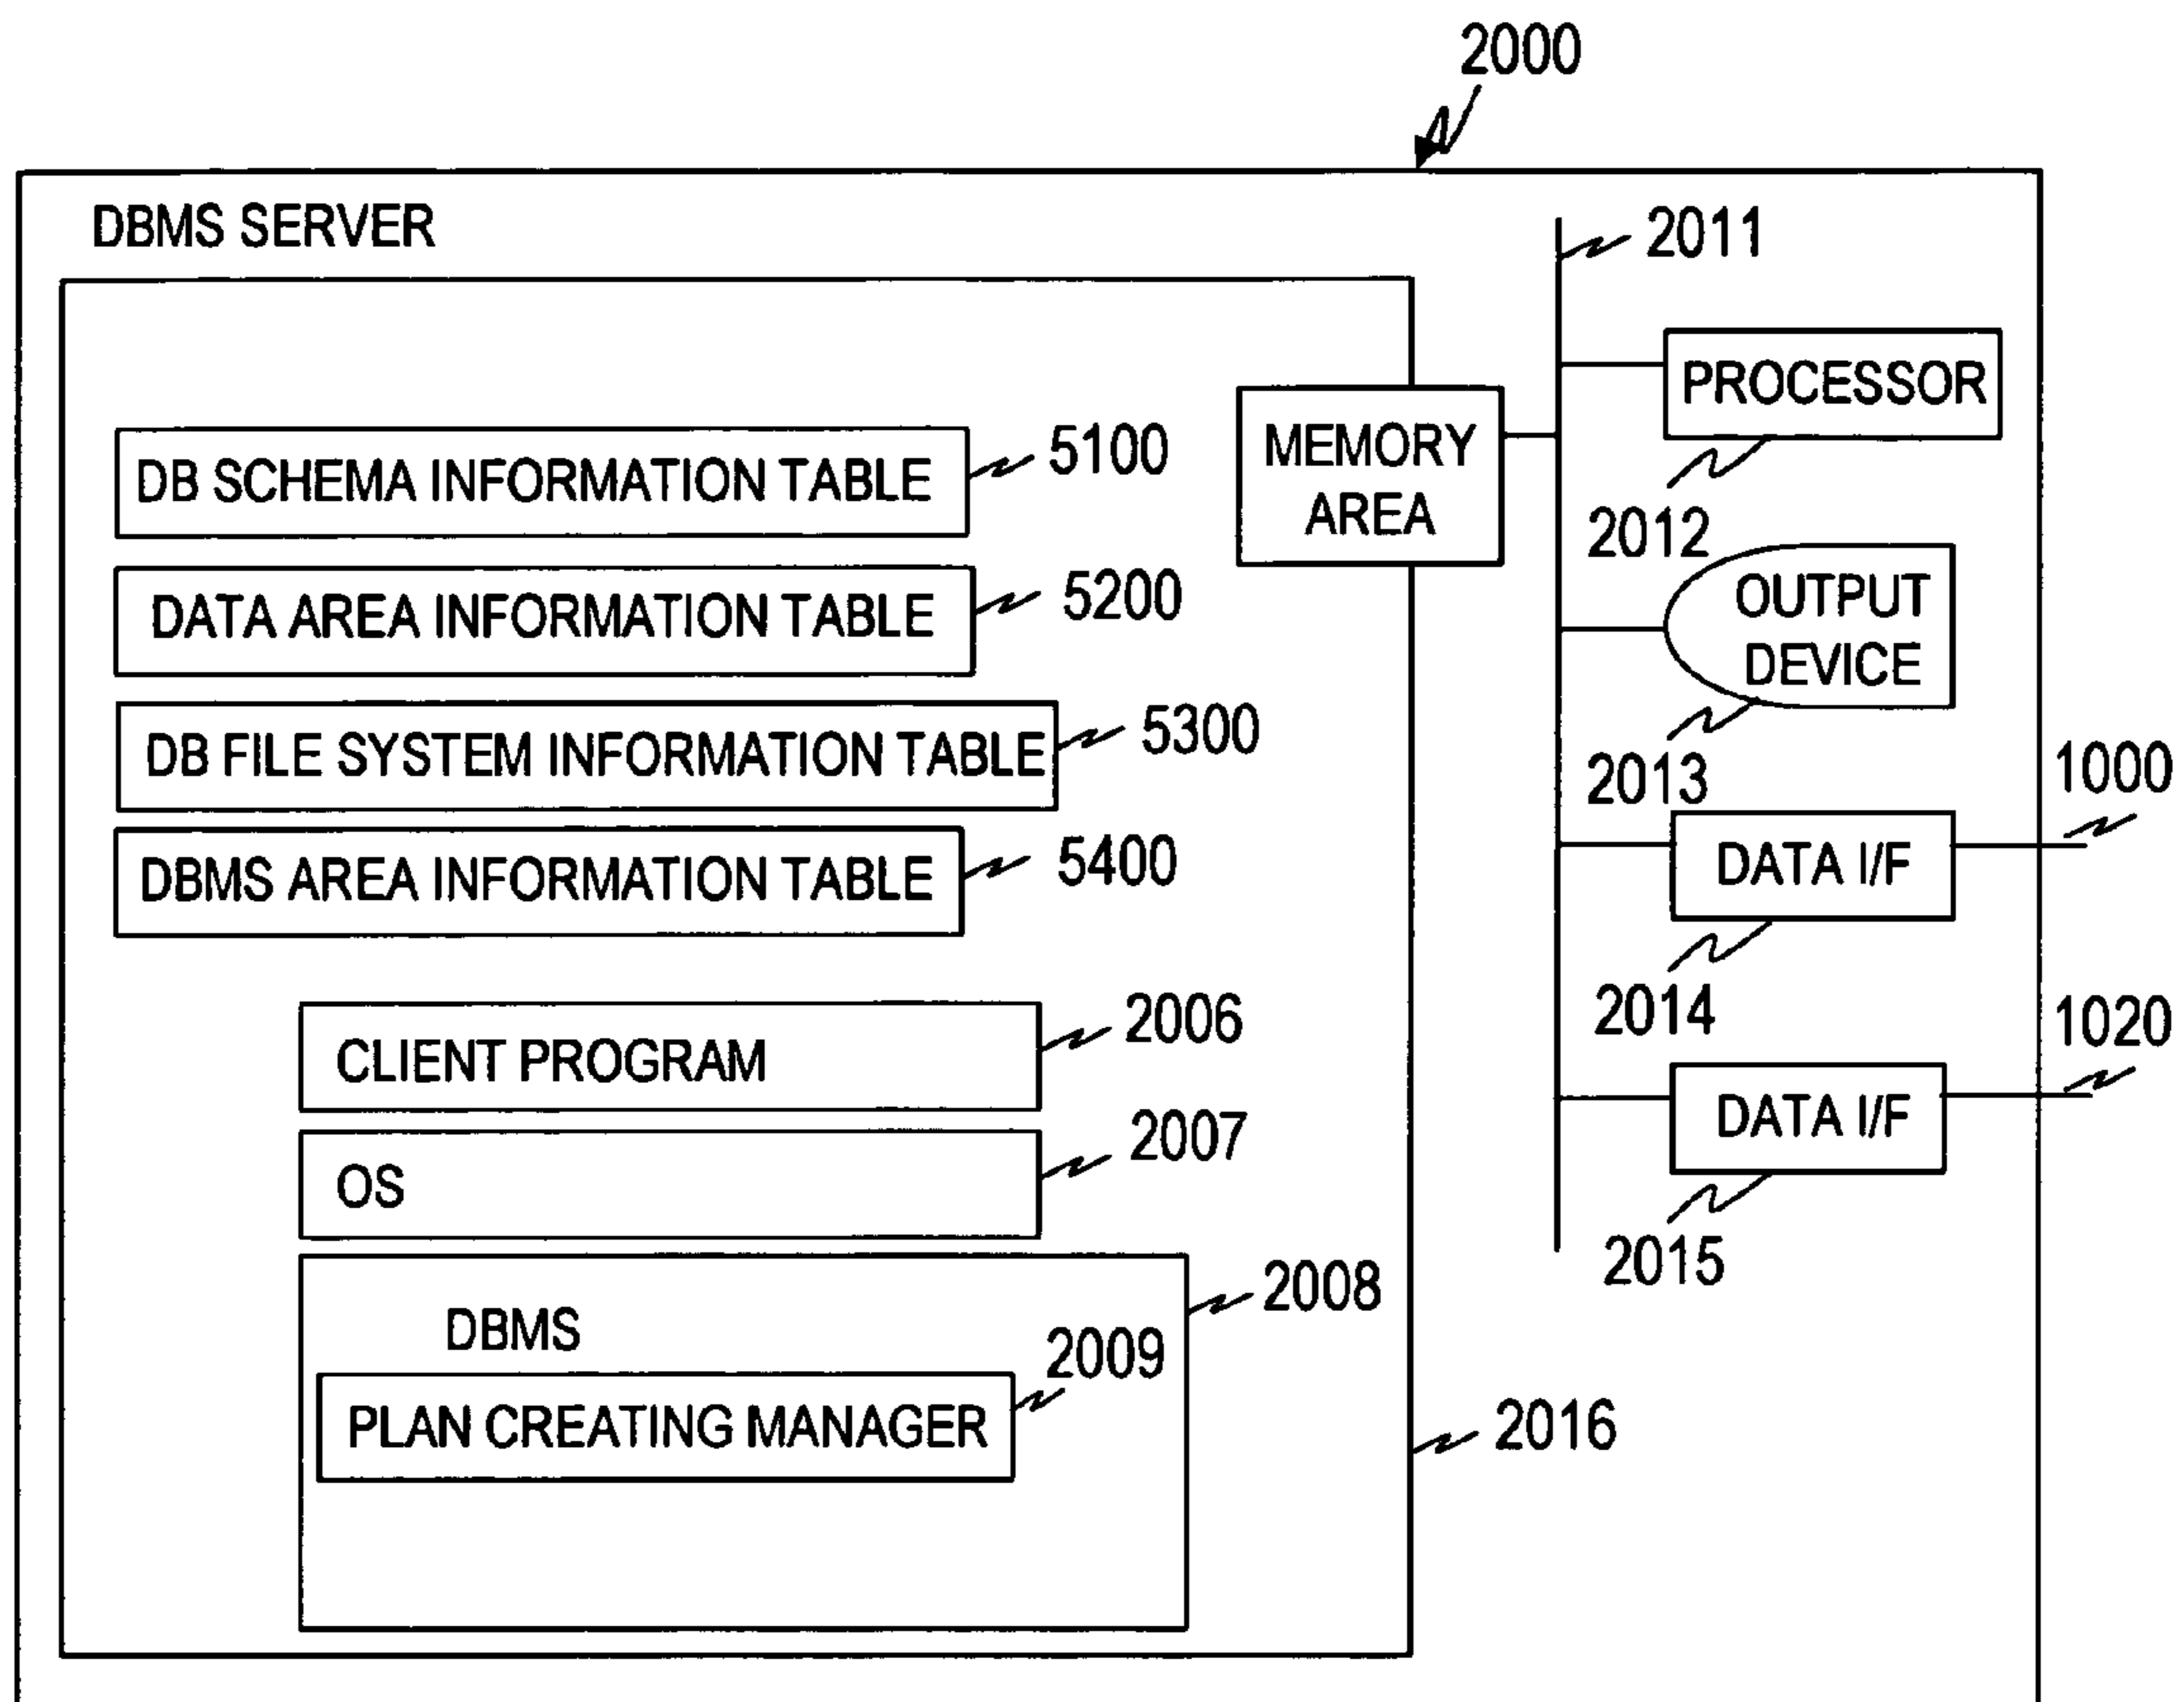 2000
DBMS SERVER
2011
PROCESSOR
2012
MEMORY
AREA
DB SCHEMA INFORMATION TABLE
5100
DATA AREA INFORMATION TABLE
5200
OUTPUT
DEVICE
2013
DB FILE SYSTEM INFORMATION TABLE
5300
1000
DBMS AREA INFORMATION TABLE
5400
DATA I/F
2014
CLIENT PROGRAM
2006
1020
OS
2007
DATA I/F
2015
DBMS
2008
PLAN CREATING MANAGER
2009
2016